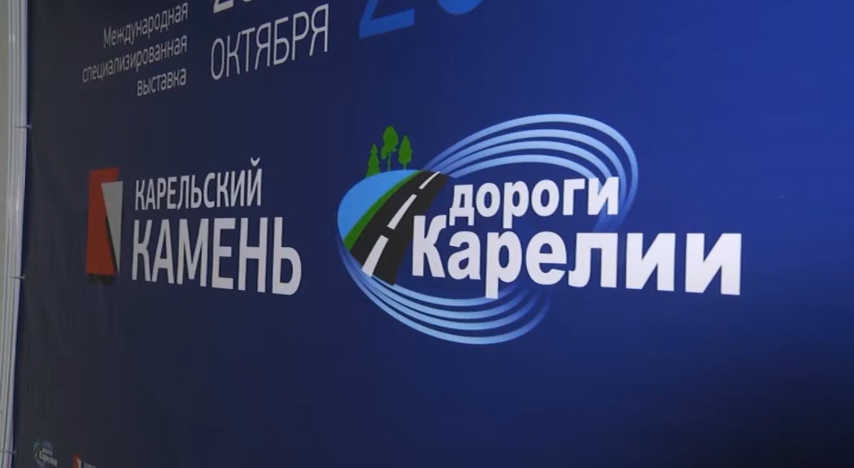 Международная
специализированная
выставка
ОКТЯБРЯ
КАРЕЛЬСКИЙ
КАМЕНЬ
дороги
Карелии